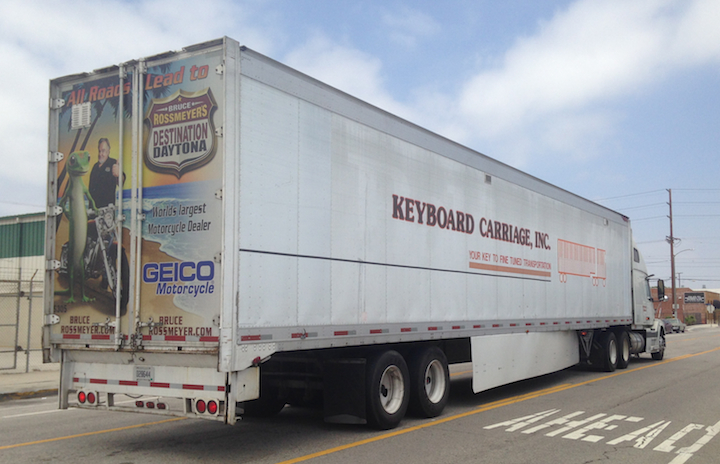 All Roads Lead to
BRUCE
ROSSMEYER'S
DESTINATION
DAYTONA
World's largest
Motorcycle Dealer
GEICO
Motorcycle
BRUCE
ROSSMEYER.COM
BRUCE
ROSSMEYER.COM
KEYBOARD CARRIAGE, INC.
YOUR KEY TO FINE TUNED TRANSPORTATION
AHEAD